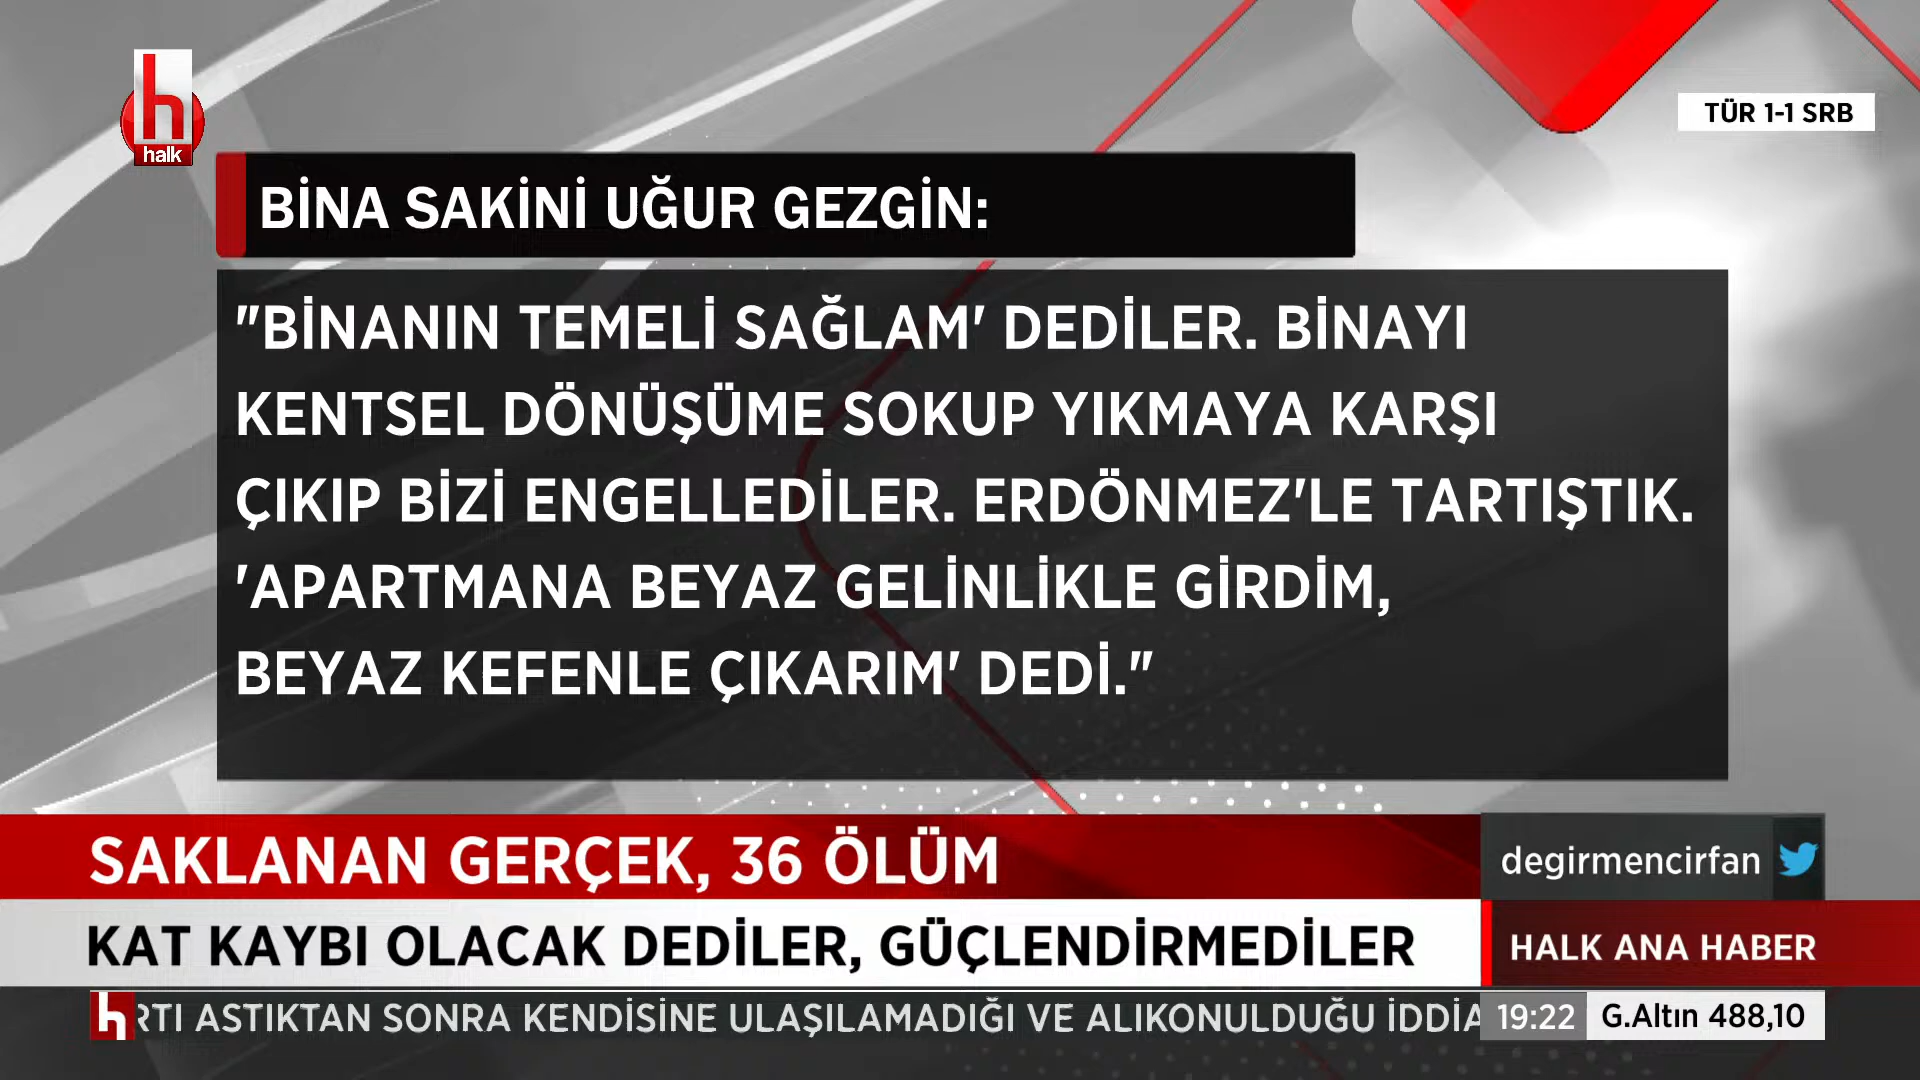 h
halk
TÜR 1-1 SRB
BİNA SAKİNİ UĞUR GEZGİN:
"BİNANIN TEMELİ SAĞLAM' DEDİLER. BİNAYI
KENTSEL DÖNÜŞÜME SOKUP YIKMAYA KARŞI
ÇIKIP BİZİ ENGELLEDİLER. ERDÖNMEZ'LE TARTIŞTIK.
'APARTMANA BEYAZ GELİNLİKLE GİRDİM,
BEYAZ KEFENLE ÇIKARIM' DEDİ."
SAKLANAN GERÇEK, 36 ÖLÜM
degirmencirfan
KAT KAYBI OLACAK DEDİLER, GÜÇLENDİRMEDİLER
HALK ANA HABER
h RTI ASTIKTAN SONRA KENDİSİNE ULAŞILAMADIĞI VE ALIKONULDUĞU İDDİA
19:22
G.Altın 488,10